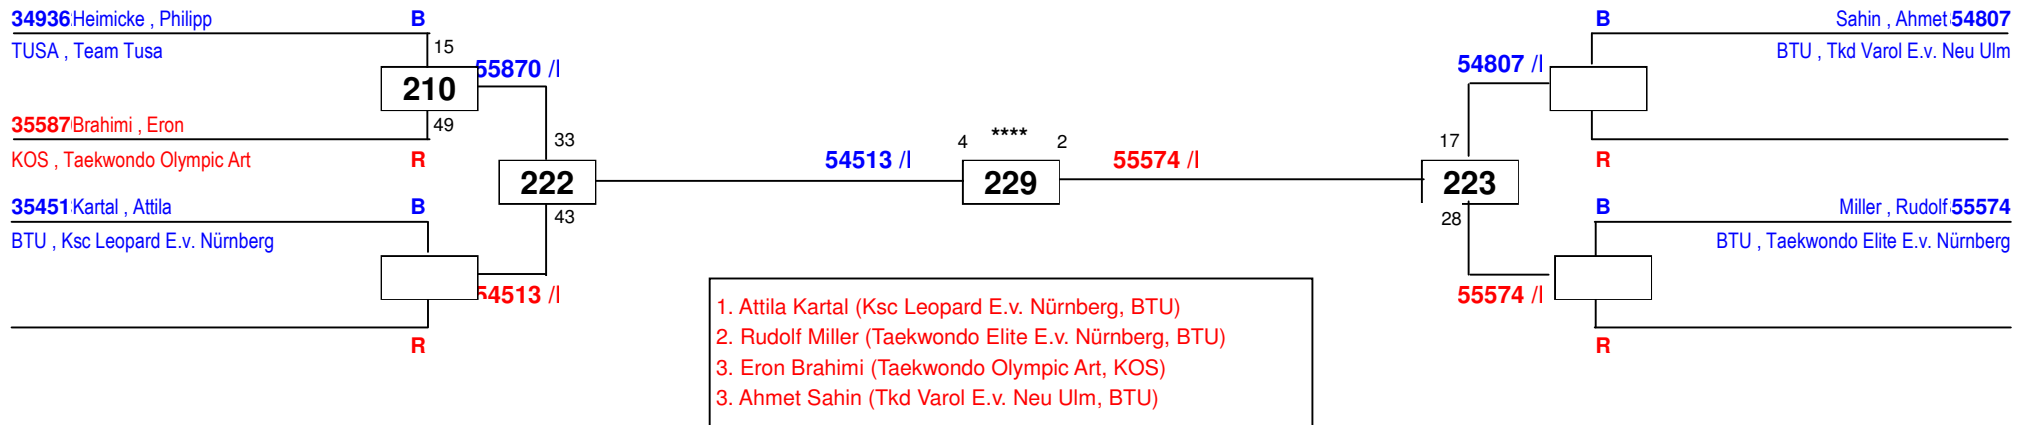 34936 Heimicke , Philipp B
TUSA , Team Tusa
15
210
55870 /I
49
35587 Brahimi , Eron
KOS , Taekwondo Olympic Art R
33
222
43
35451 Kartal , Attila B
BTU , Ksc Leopard E.v. Nürnberg
54513 /I
R
54513 /I
4 **** 2
229
55574 /I
B Sahin , Ahmet 54807
BTU , Tkd Varol E.v. Neu Ulm
54807 /I
R
17
223
28
B Miller , Rudolf 55574
BTU , Taekwondo Elite E.v. Nürnberg
55574 /I
R
1. Attila Kartal (Ksc Leopard E.v. Nürnberg, BTU)
2. Rudolf Miller (Taekwondo Elite E.v. Nürnberg, BTU)
3. Eron Brahimi (Taekwondo Olympic Art, KOS)
3. Ahmet Sahin (Tkd Varol E.v. Neu Ulm, BTU)